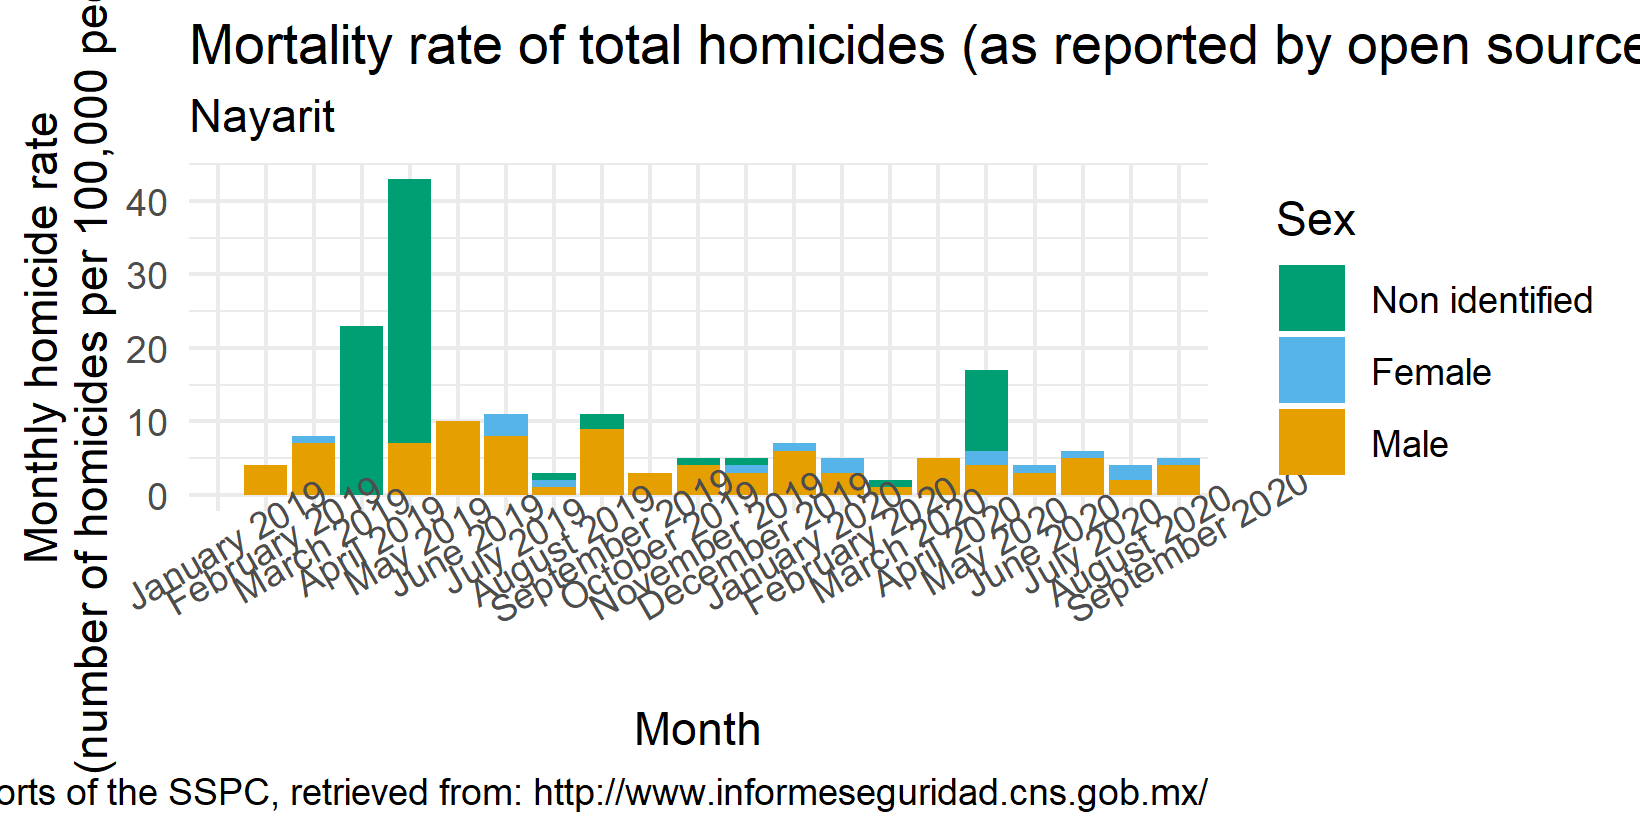 Mortality rate of total homicides (as reported by open source
Nayarit
Monthly homicide rate
(number of homicides per 100,000 pe
40
30
20
10
0
January 2019
February 2019
March 2019
April 2019
May 2019
June 2019
July 2019
August 2019
September 2019
October 2019
November 2019
December 2019
January 2020
February 2020
March 2020
April 2020
May 2020
June 2020
July 2020
August 2020
September 2020
Month
Sex
Non identified
Female
Male
orts of the SSPC, retrieved from: http://www.informeseguridad.cns.gob.mx/